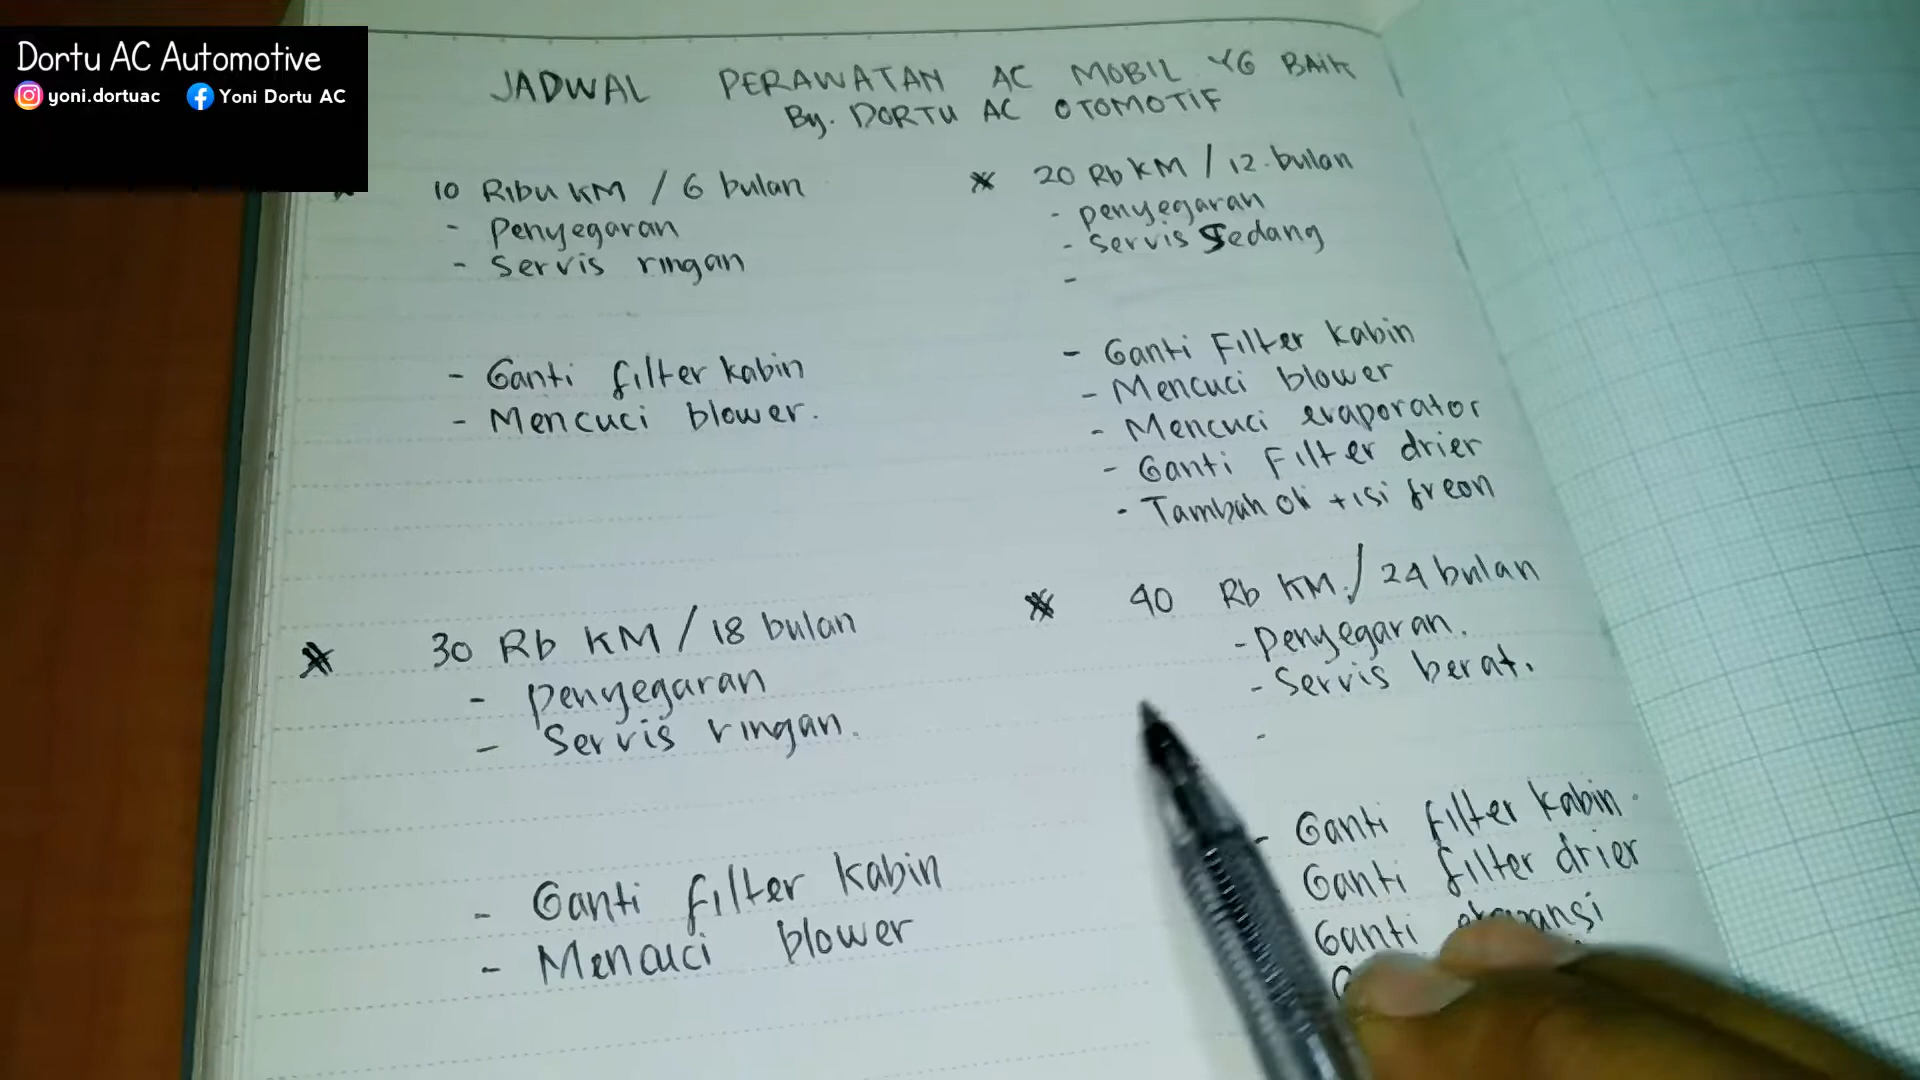 Dortu AC Automotive
yoni.dortuac Yoni Dortu AC
JADWAL PERAWATAN AC MOBIL YG BAIK
By. DORTU AC OTOMOTIF
10 Ribu KM / 6 bulan
- Penyegaran
- Servis ringan
- Ganti filter kabin
- Mencuci blower.
* 20 Rb KM / 12 bulan
- penyegaran
- Servis Sedang
-
- Ganti Filter kabin
- Mencuci blower
- Mencuci evaporator
- Ganti Filter drier
- Tambah oli + isi freon
* 30 Rb KM / 18 bulan
- penyegaran
- Servis ringan.
- Ganti filter kabin
- Mencuci blower
* 40 Rb KM / 24 bulan
- Penyegaran.
- Servis berat.
-
- Ganti filter kabin
Ganti filter drier
Ganti